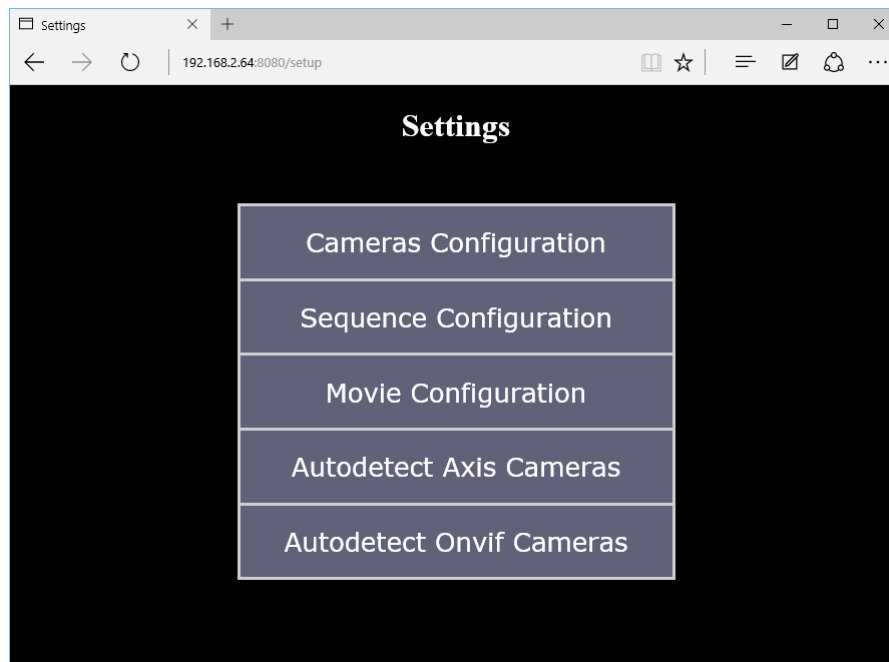 Settings
192.168.2.64:8080/setup
Settings
Cameras Configuration
Sequence Configuration
Movie Configuration
Autodetect Axis Cameras
Autodetect Onvif Cameras